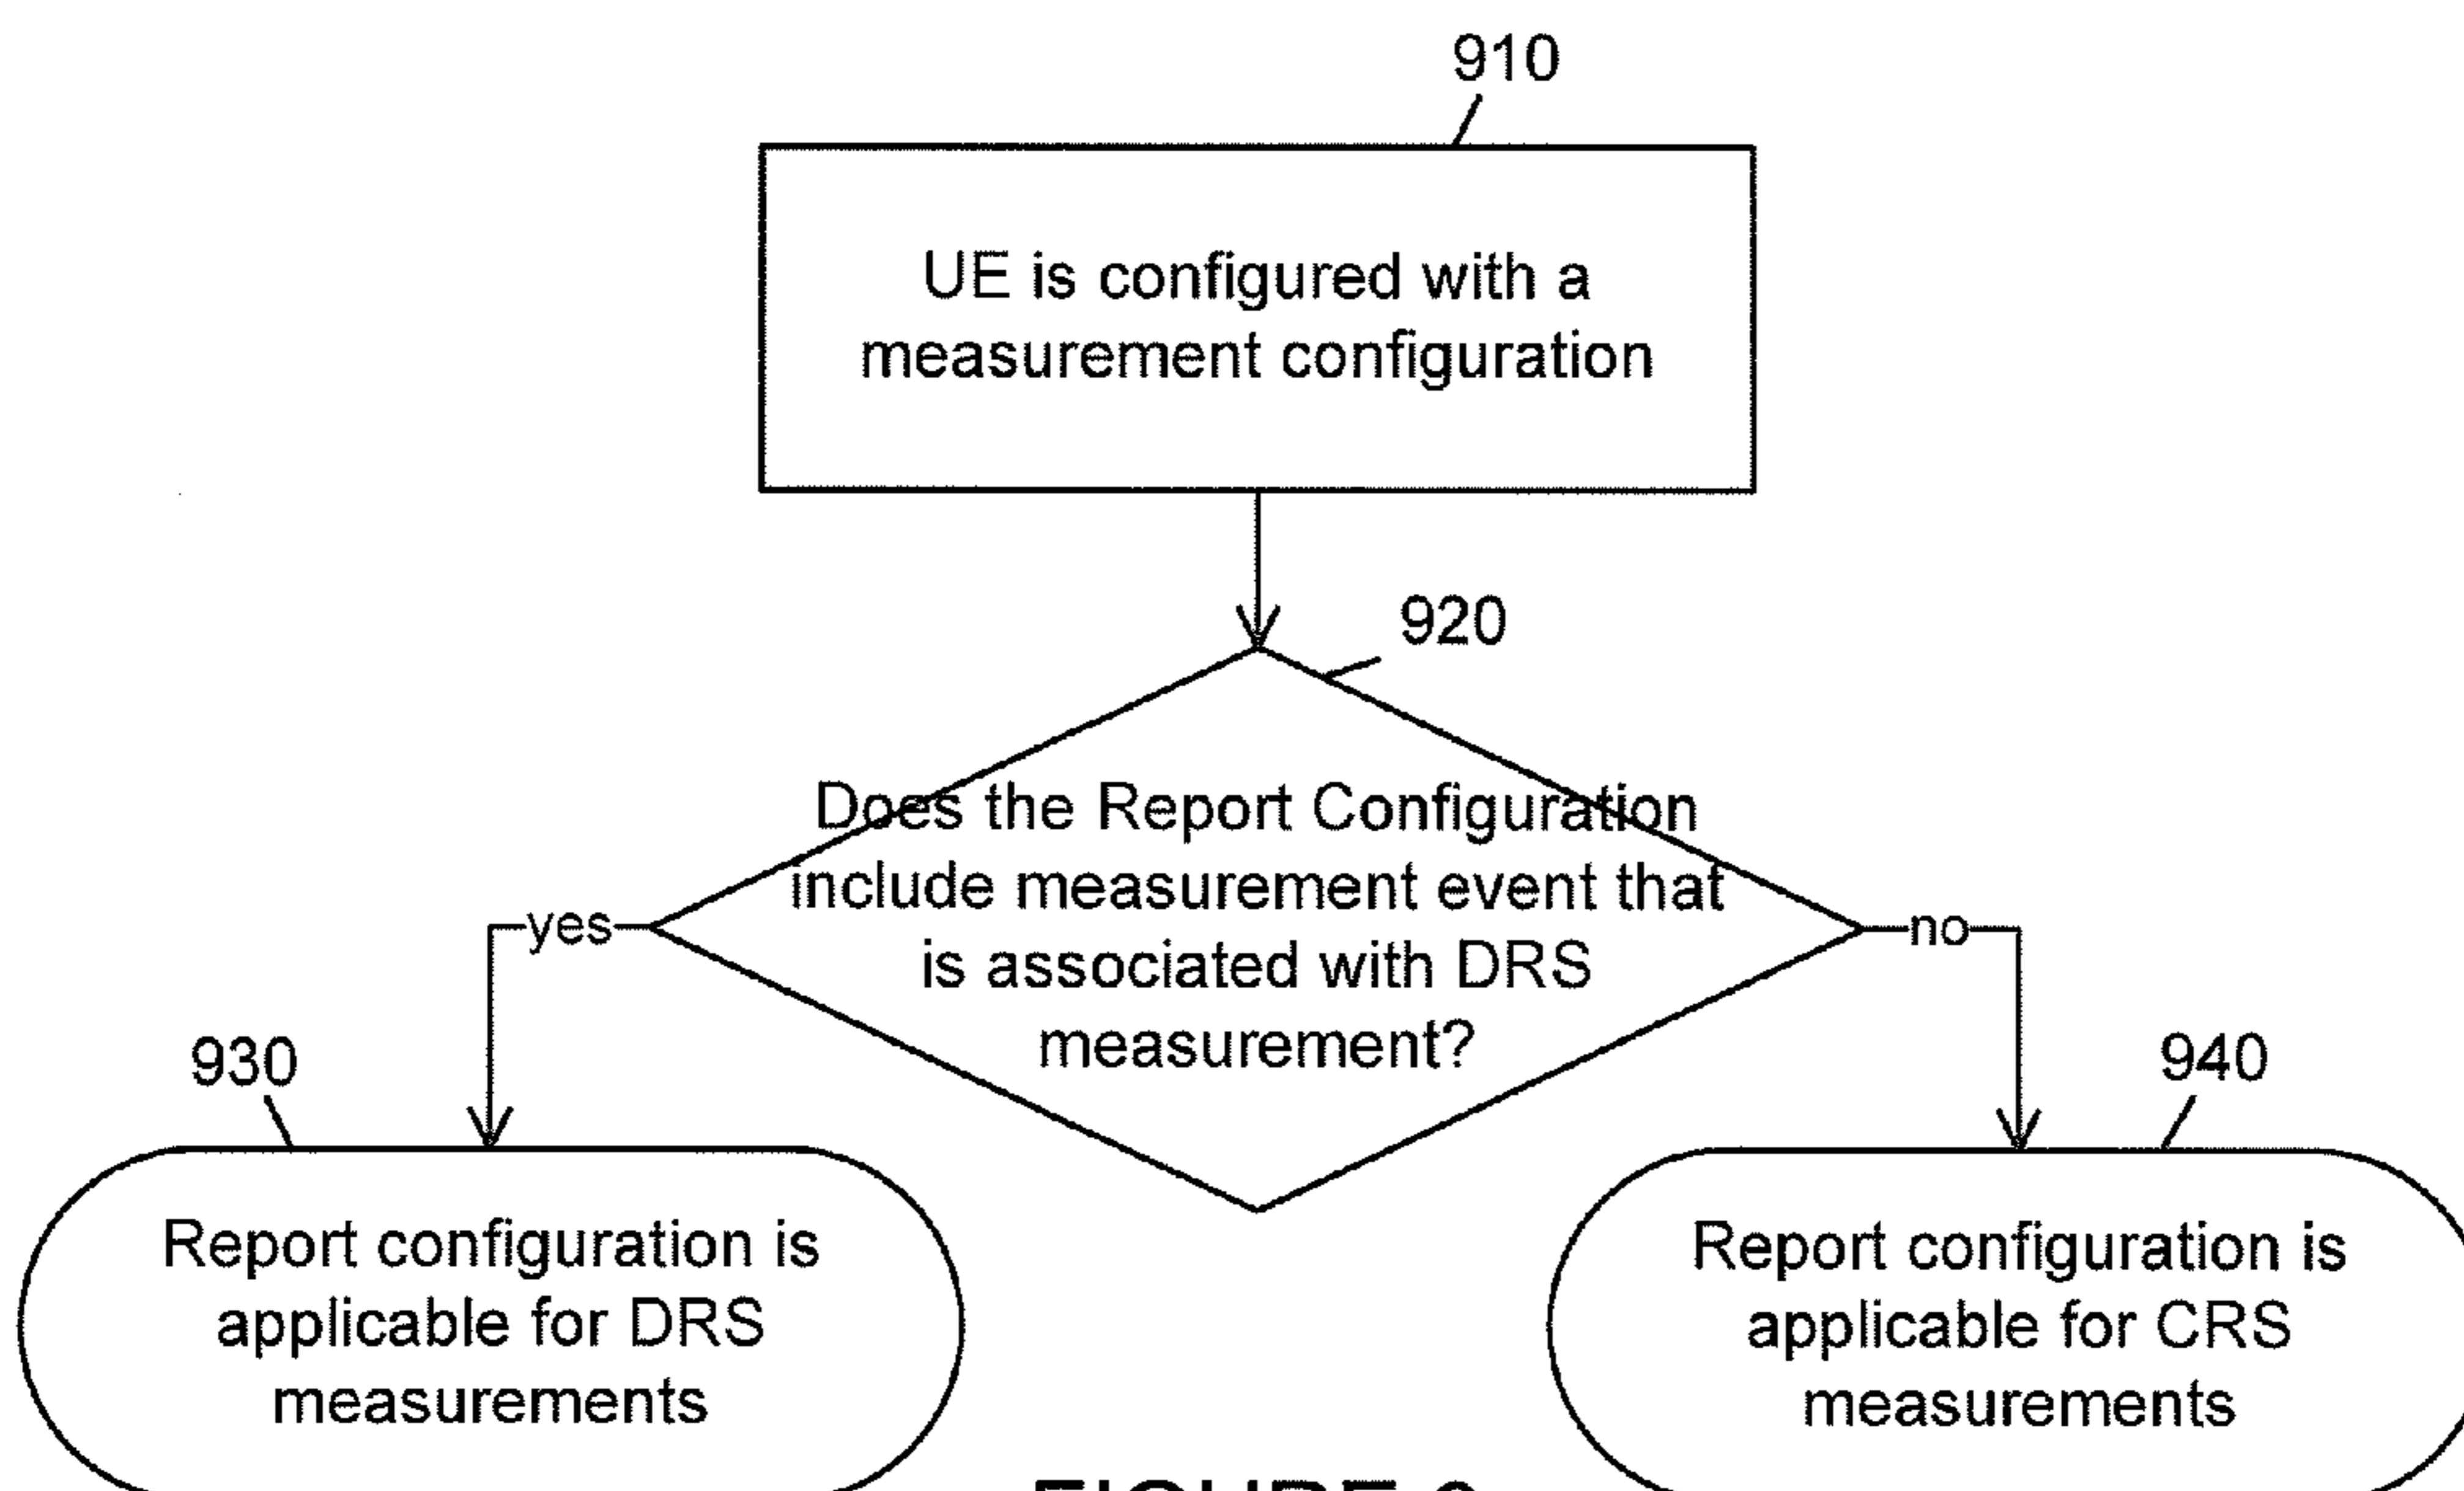 910
UE is configured with a
measurement configuration
920
Does the Report Configuration
include measurement event that
is associated with DRS
measurement?
yes
no
930
940
Report configuration is
applicable for DRS
measurements
Report configuration is
applicable for CRS
measurements